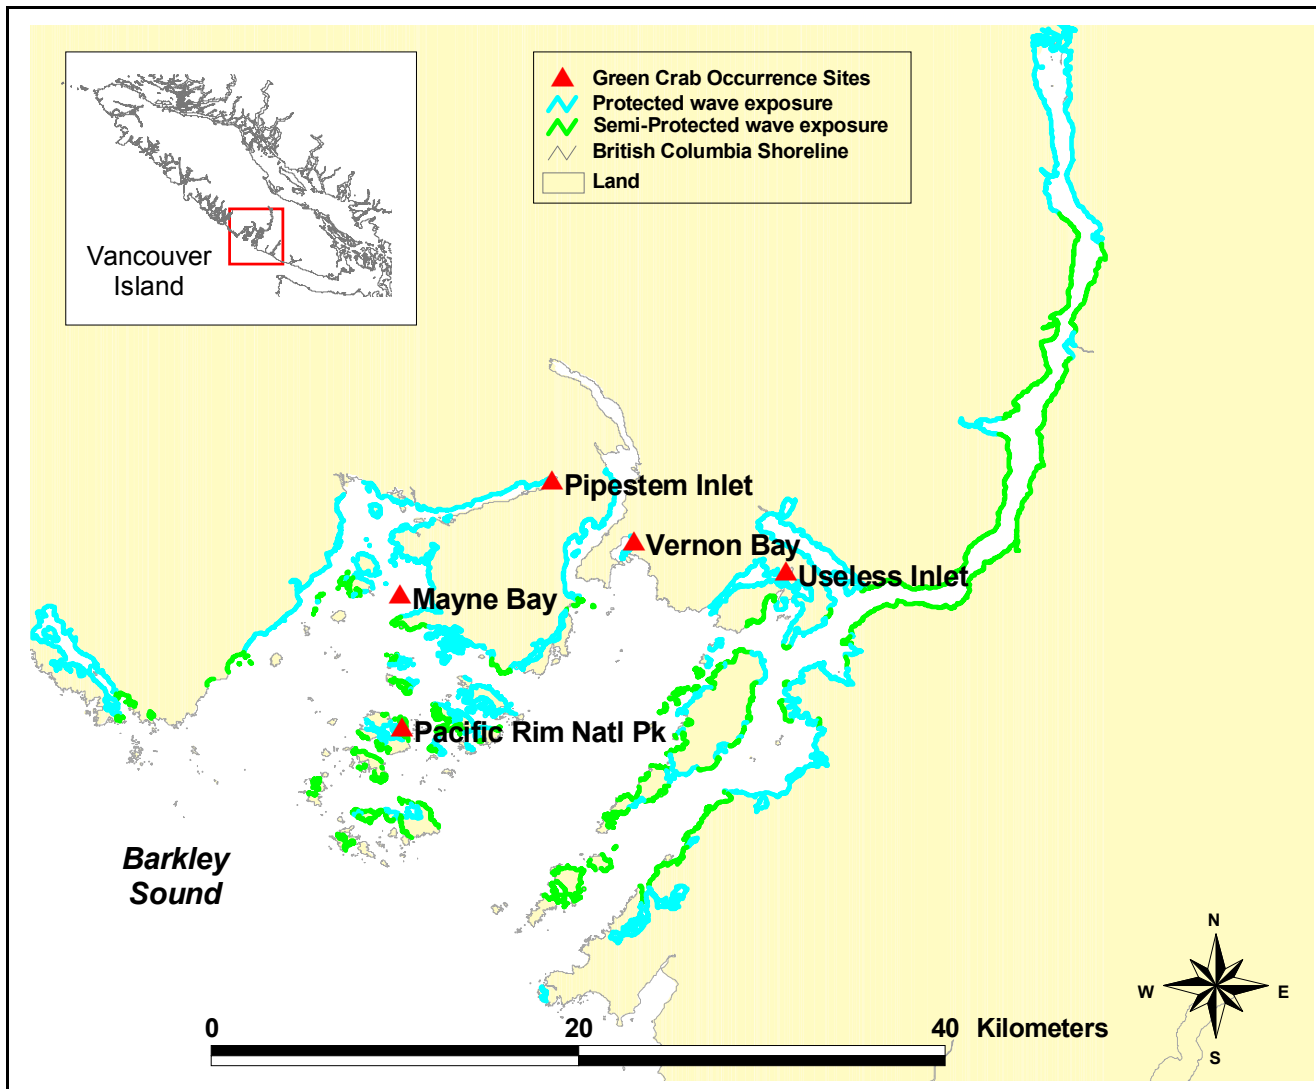 Vancouver
Island
Green Crab Occurrence Sites
Protected wave exposure
Semi-Protected wave exposure
British Columbia Shoreline
Land
Pipestem Inlet
Vernon Bay
Useless Inlet
Mayne Bay
Pacific Rim Natl Pk
Barkley
Sound
N
W E
S
0 20 40 Kilometers